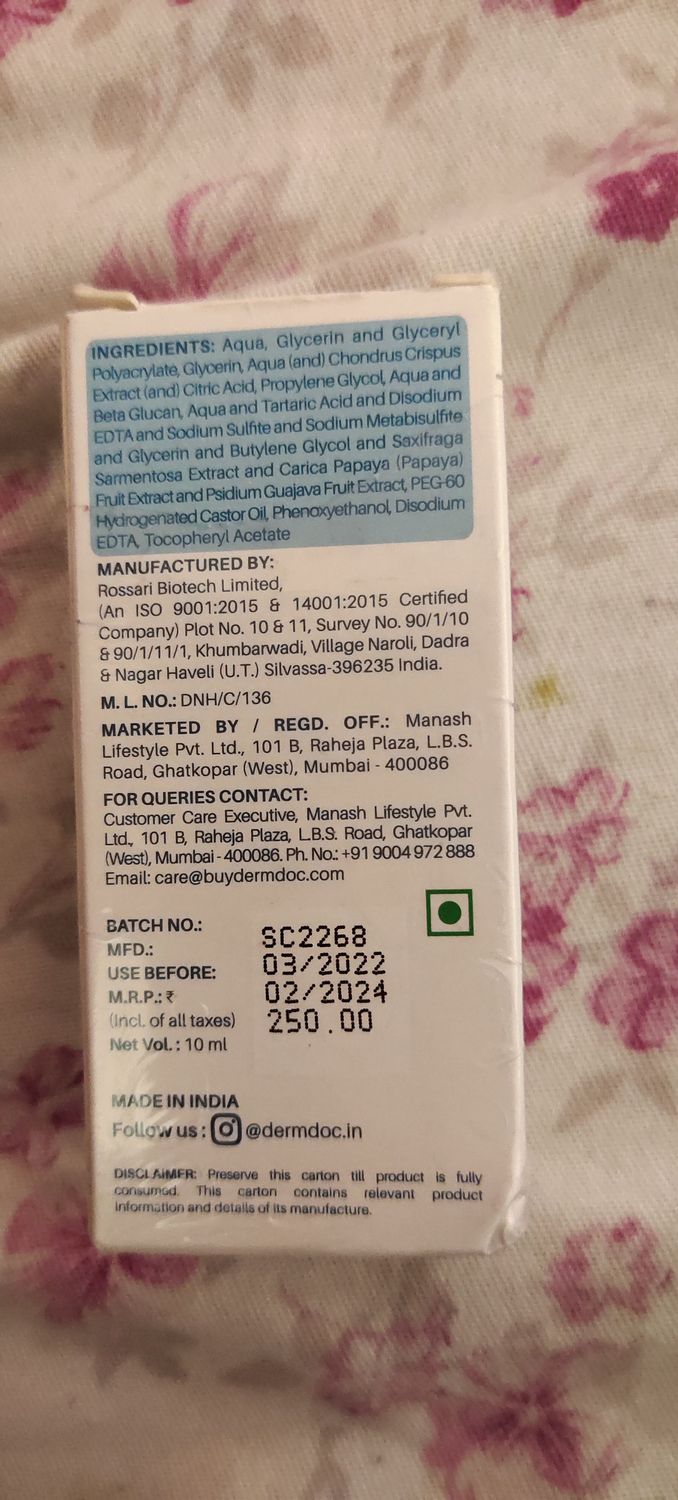 INGREDIENTS: Aqua, Glycerin and Glyceryl
Polyacrylate, Glycerin, Aqua (and) Chondrus Crispus
Extract (and) Citric Acid, Propylene Glycol, Aqua and
Beta Glucan, Aqua and Tartaric Acid and Disodium
EDTA and Sodium Sulfite and Sodium Metabisulfite
and Glycerin and Butylene Glycol and Saxifraga
Sarmentosa Extract and Carica Papaya (Papaya)
Fruit Extract and Psidium Guajava Fruit Extract, PEG-60
Hydrogenated Castor Oil, Phenoxyethanol, Disodium
EDTA, Tocopheryl Acetate
MANUFACTURED BY:
Rossari Biotech Limited,
(An ISO 9001:2015 & 14001:2015 Certified
Company) Plot No. 10 & 11, Survey No. 90/1/10
& 90/1/11/1, Khumbarwadi, Village Naroli, Dadra
& Nagar Haveli (U.T.) Silvassa-396235 India.
M. L. NO.: DNH/C/136
MARKETED BY / REGD. OFF.: Manash
Lifestyle Pvt. Ltd., 101 B, Raheja Plaza, L.B.S.
Road, Ghatkopar (West), Mumbai - 400086
FOR QUERIES CONTACT:
Customer Care Executive, Manash Lifestyle Pvt.
Ltd., 101 B, Raheja Plaza, L.B.S. Road, Ghatkopar
(West), Mumbai - 400086. Ph. No.: +91 9004 972 888
Email: care@buydermdoc.com
BATCH NO.: SC2268
MFD.: 03/2022
USE BEFORE: 02/2024
M.R.P.: ₹ 250.00
(Incl. of all taxes)
Net Vol. : 10 ml
MADE IN INDIA
Follow us : @dermdoc.in
DISCLAIMER: Preserve this carton till product is fully
consumed. This carton contains relevant product
information and details of its manufacture.